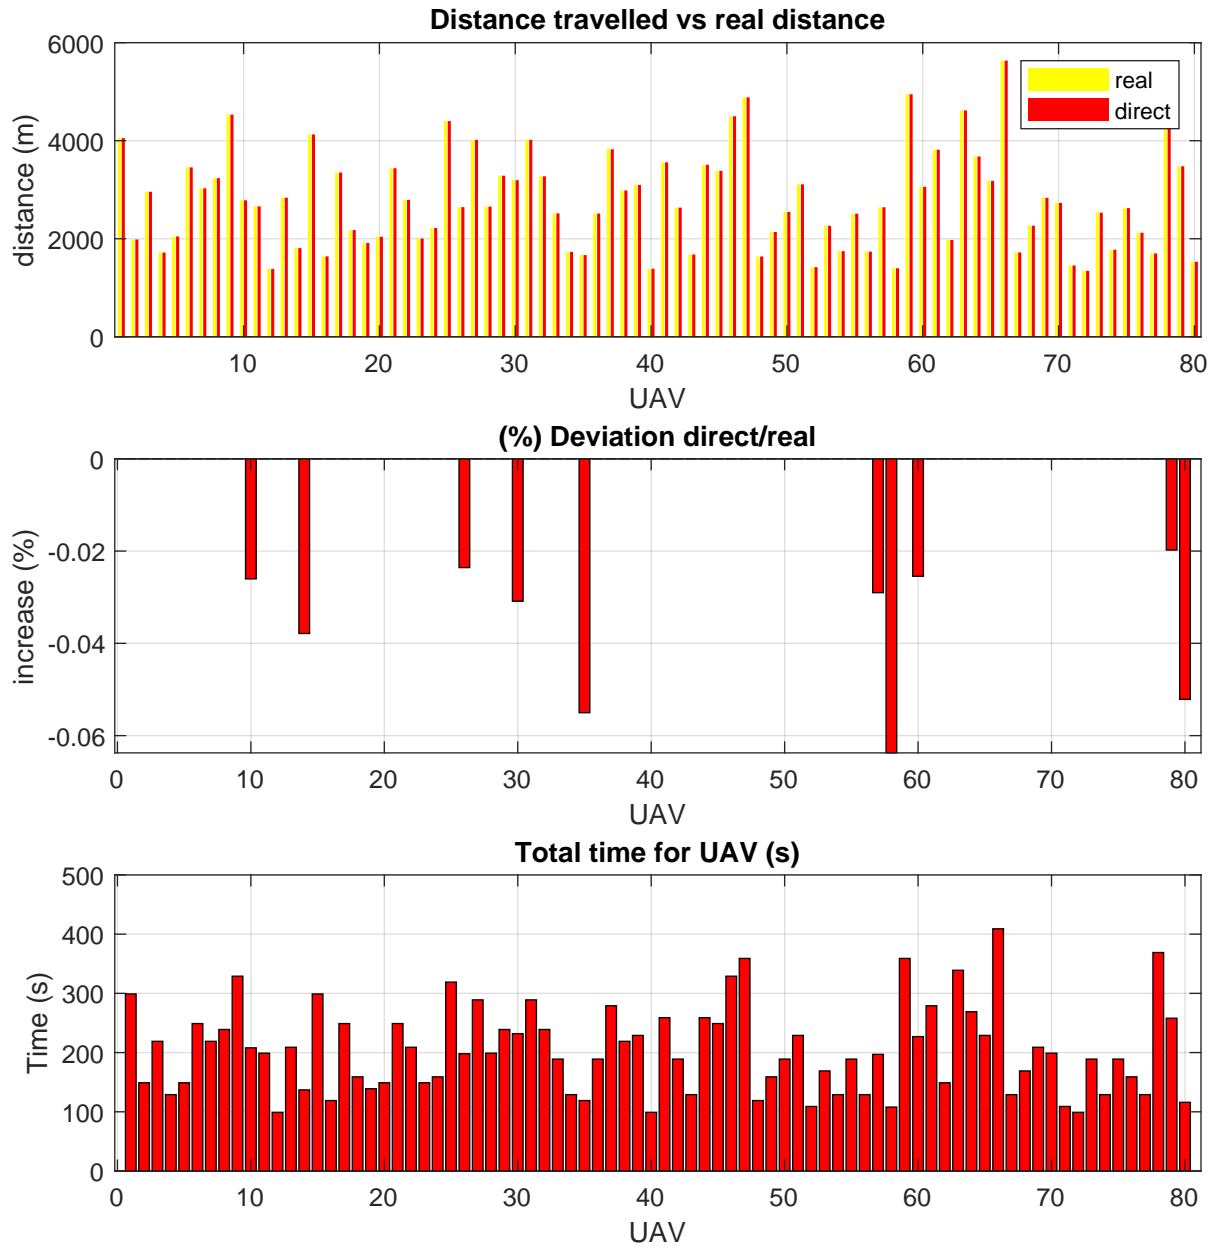 Distance travelled vs real distance
6000
4000
2000
0
distance (m)
real
direct
10 20 30 40 50 60 70 80
UAV
(%) Deviation direct/real
0
-0.02
-0.04
-0.06
increase (%)
0 10 20 30 40 50 60 70 80
UAV
Total time for UAV (s)
500
400
300
200
100
0
Time (s)
0 10 20 30 40 50 60 70 80
UAV